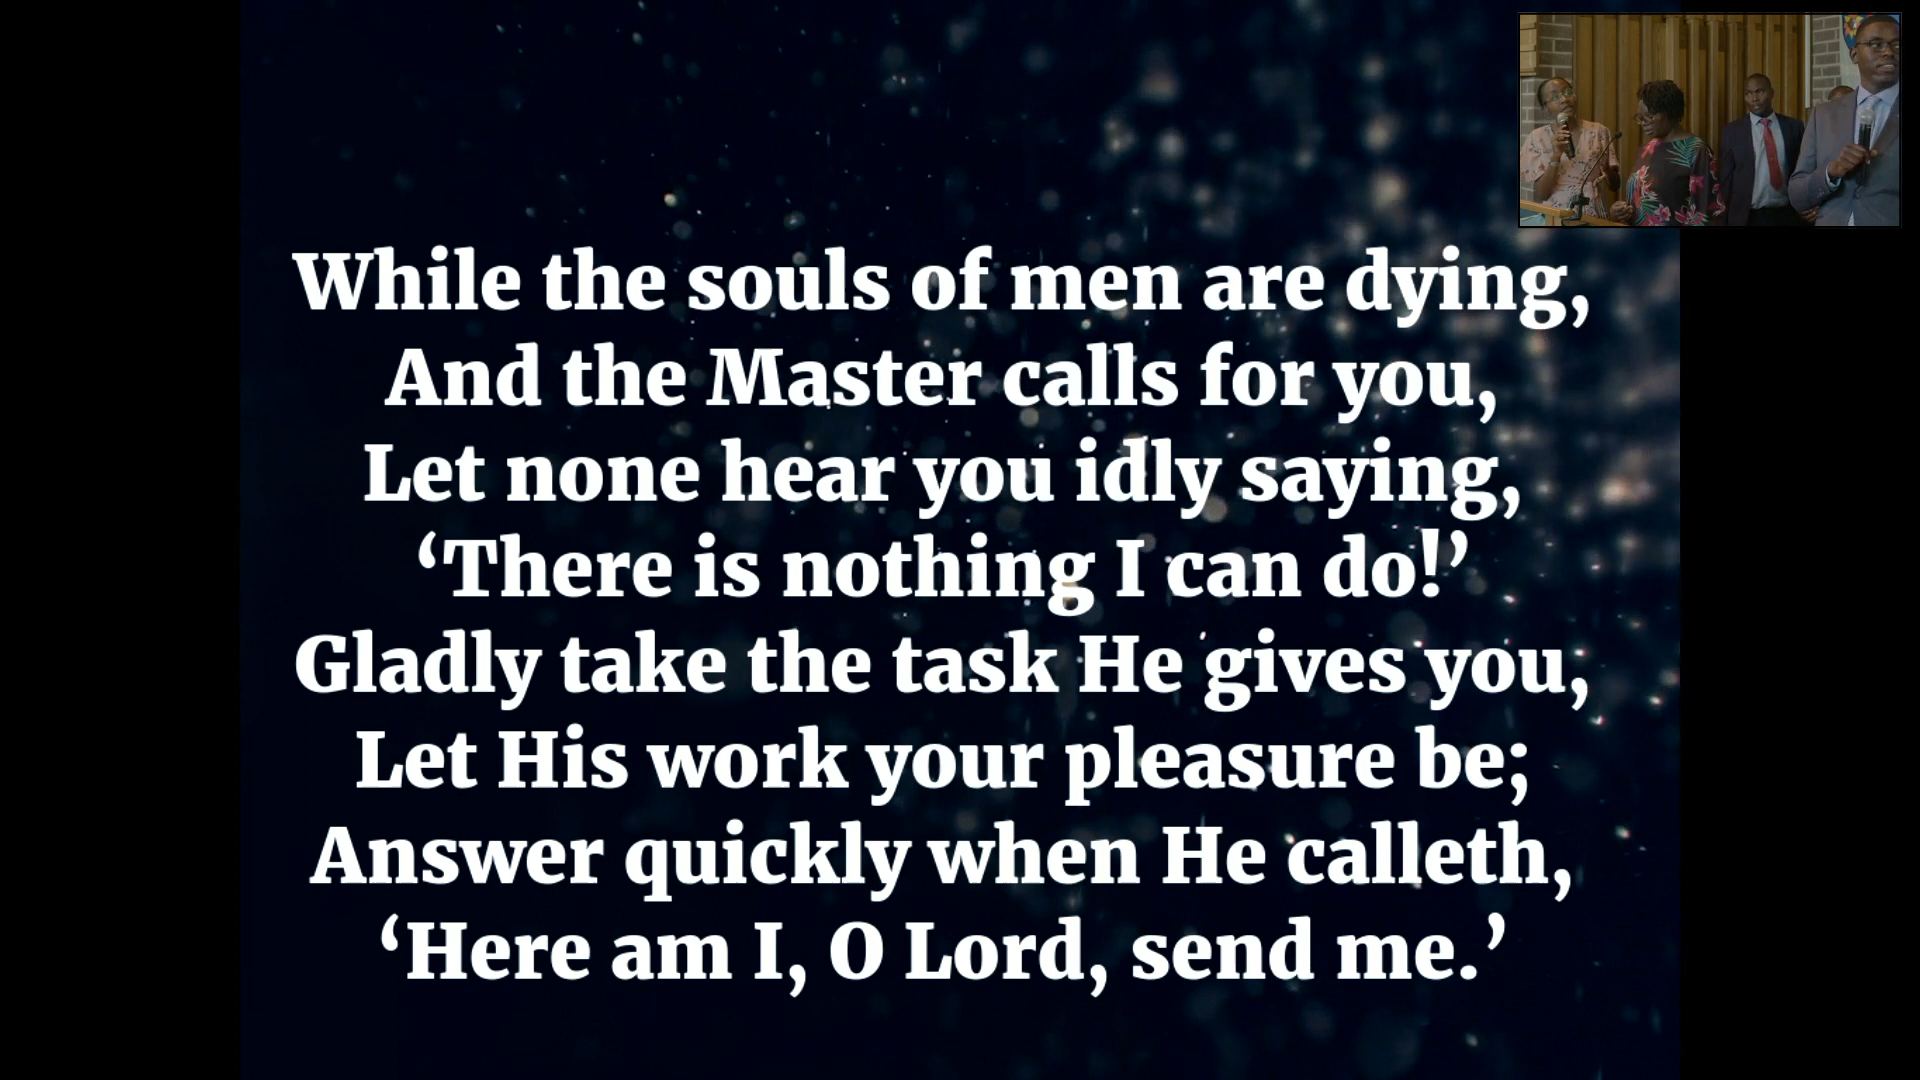 While the souls of men are dying,
And the Master calls for you,
Let none hear you idly saying,
‘There is nothing I can do!’
Gladly take the task He gives you,
Let His work your pleasure be;
Answer quickly when He calleth,
‘Here am I, O Lord, send me.’